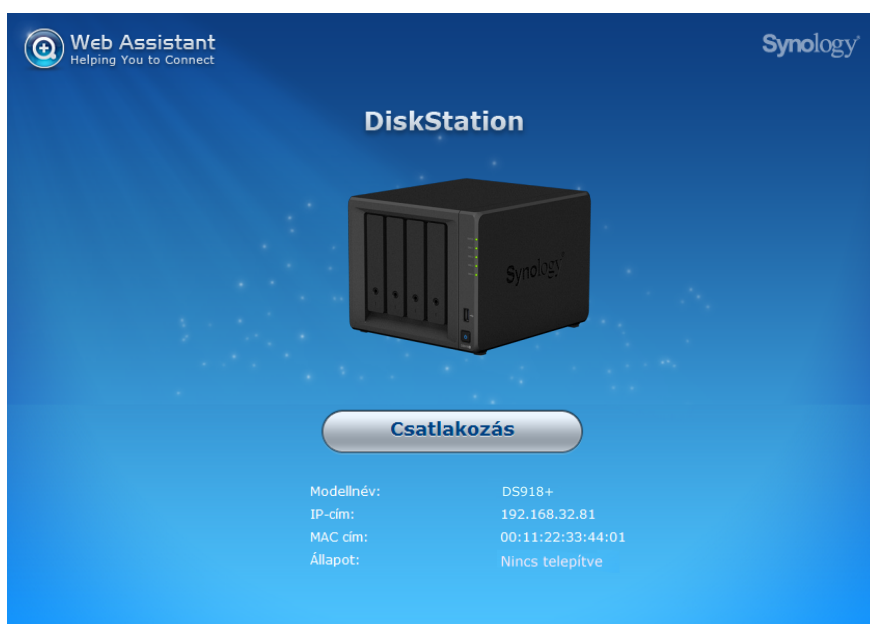 Web Assistant
Helping You to Connect
Synology
DiskStation
Synology
Csatlakozás
Modellnév: DS918+
IP-cím: 192.168.32.81
MAC cím: 00:11:22:33:44:01
Állapot: Nincs telepítve